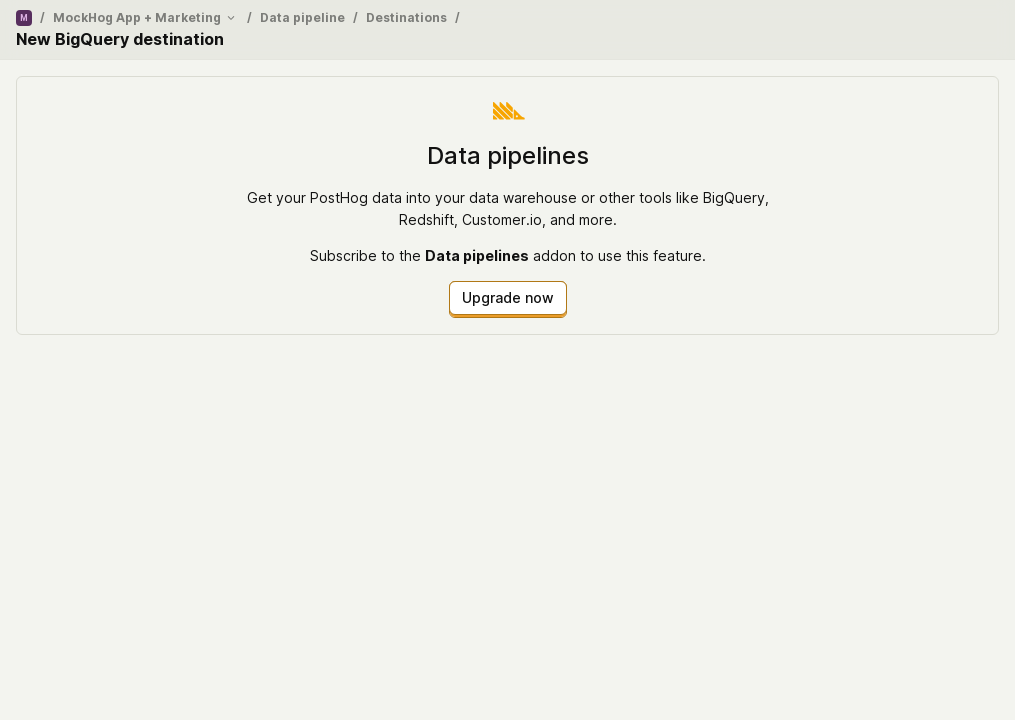 M / MockHog App + Marketing / Data pipeline / Destinations /
New BigQuery destination
Data pipelines
Get your PostHog data into your data warehouse or other tools like BigQuery,
Redshift, Customer.io, and more.
Subscribe to the Data pipelines addon to use this feature.
Upgrade now